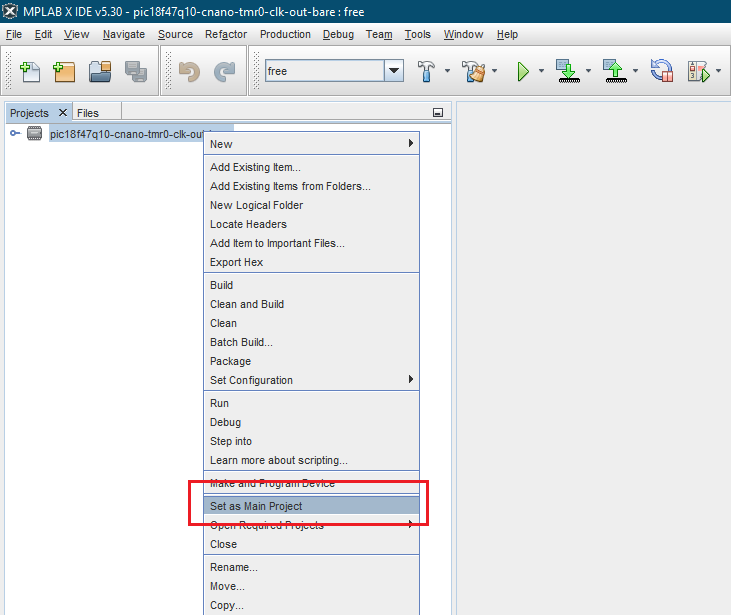 MPLAB X IDE v5.30 - pic18f47q10-cnano-tmr0-clk-out-bare : free
File Edit View Navigate Source Refactor Production Debug Team Tools Window Help
free
Projects Files
pic18f47q10-cnano-tmr0-clk-out-
New
Add Existing Item...
Add Existing Items from Folders...
New Logical Folder
Locate Headers
Add Item to Important Files...
Export Hex
Build
Clean and Build
Clean
Batch Build...
Package
Set Configuration
Run
Debug
Step into
Learn more about scripting...
Make and Program Device
Set as Main Project
Open Required Projects
Close
Rename...
Move...
Copy...